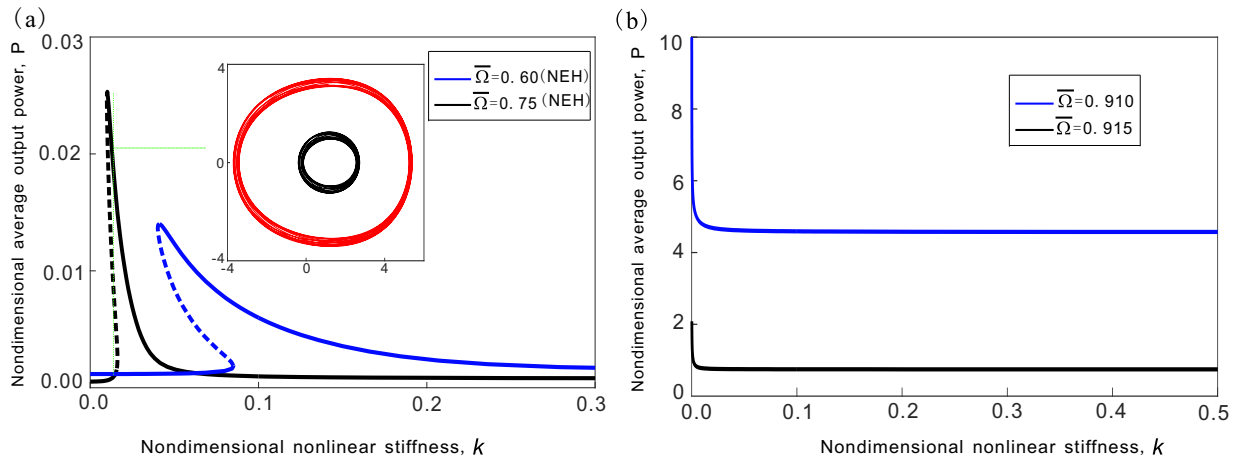 (a)
0.03
0.02
0.01
0.00
Nondimensional average output power, P
Ω̅=0.60(NEH)
Ω̅=0.75(NEH)
4
0
-4
-4
0
4
0.0
0.1
0.2
0.3
Nondimensional nonlinear stiffness, k
(b)
10
8
6
4
2
0
Nondimensional average output power, P
Ω̅=0.910
Ω̅=0.915
0.0
0.1
0.2
0.3
0.4
0.5
Nondimensional nonlinear stiffness, k